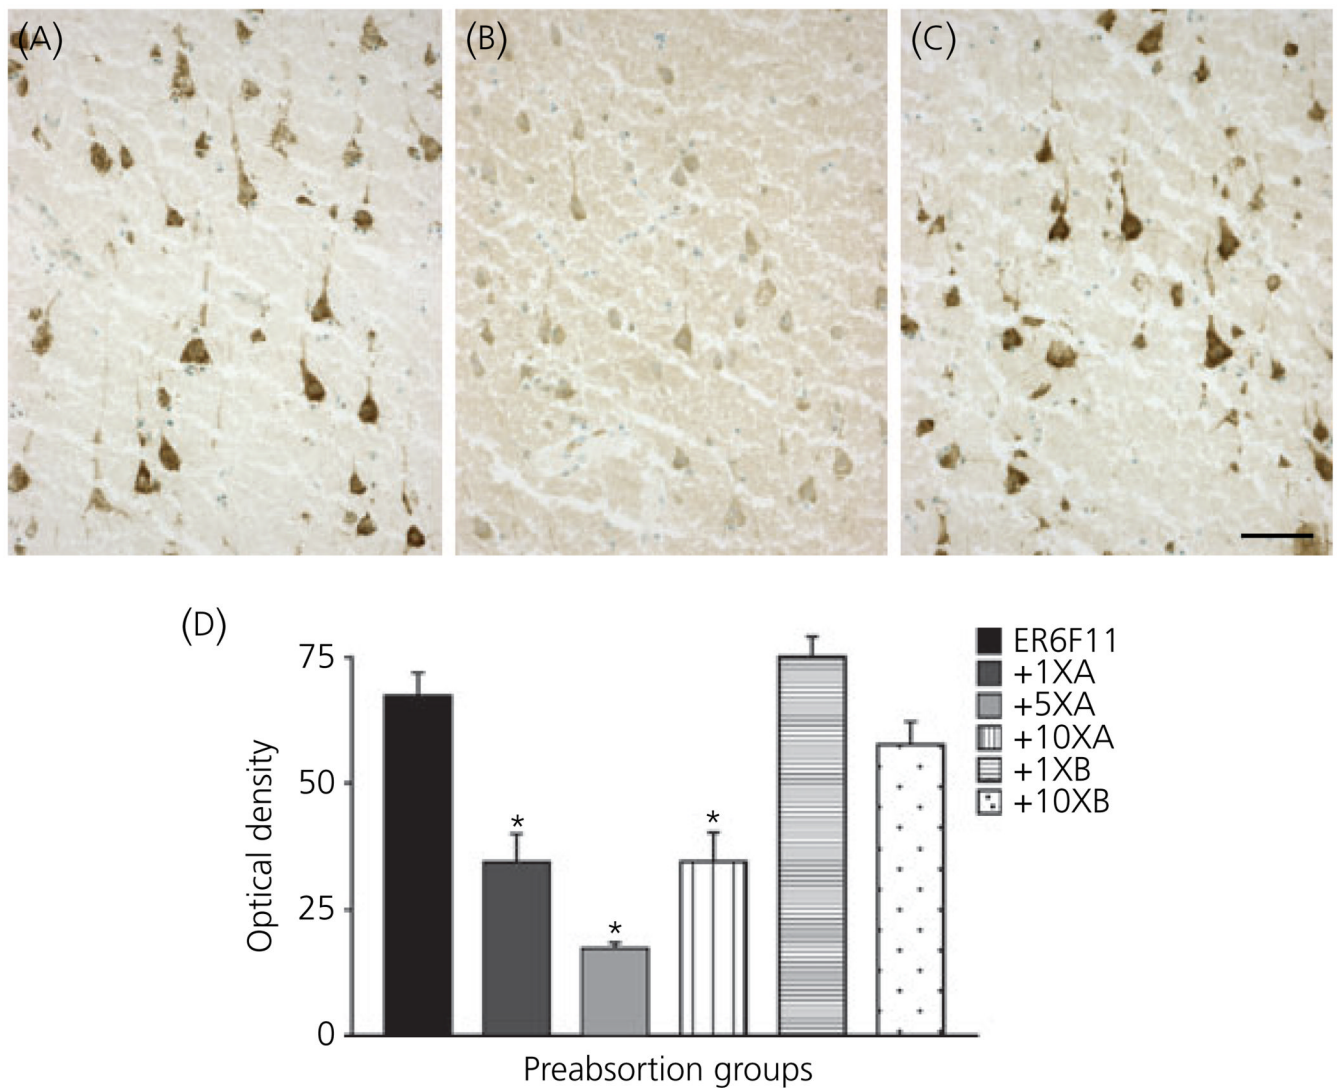 (A)
(B)
(C)
(D)
75
50
25
0
Optical density
*
*
*
Preabsortion groups
ER6F11
+1XA
+5XA
+10XA
+1XB
+10XB